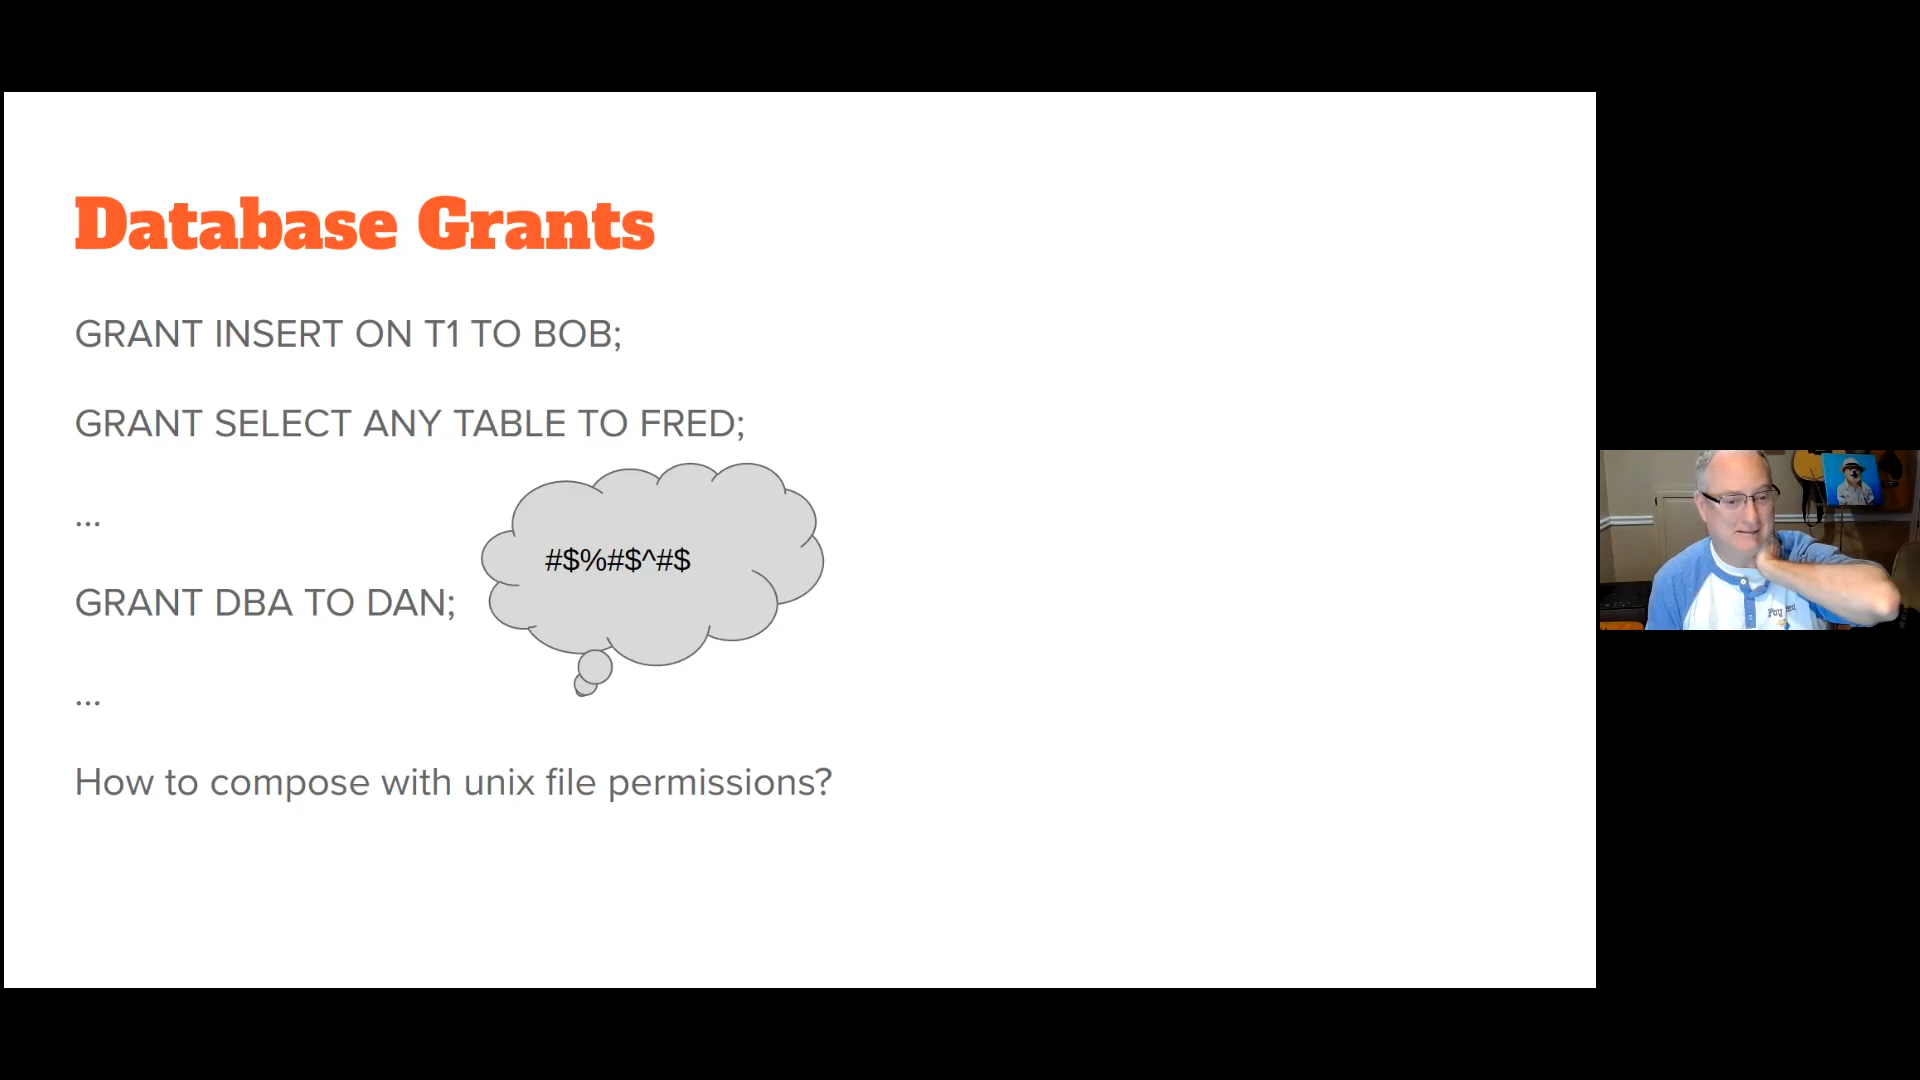 Database Grants
GRANT INSERT ON T1 TO BOB;
GRANT SELECT ANY TABLE TO FRED;
...
#$%#$^#$
GRANT DBA TO DAN;
...
How to compose with unix file permissions?